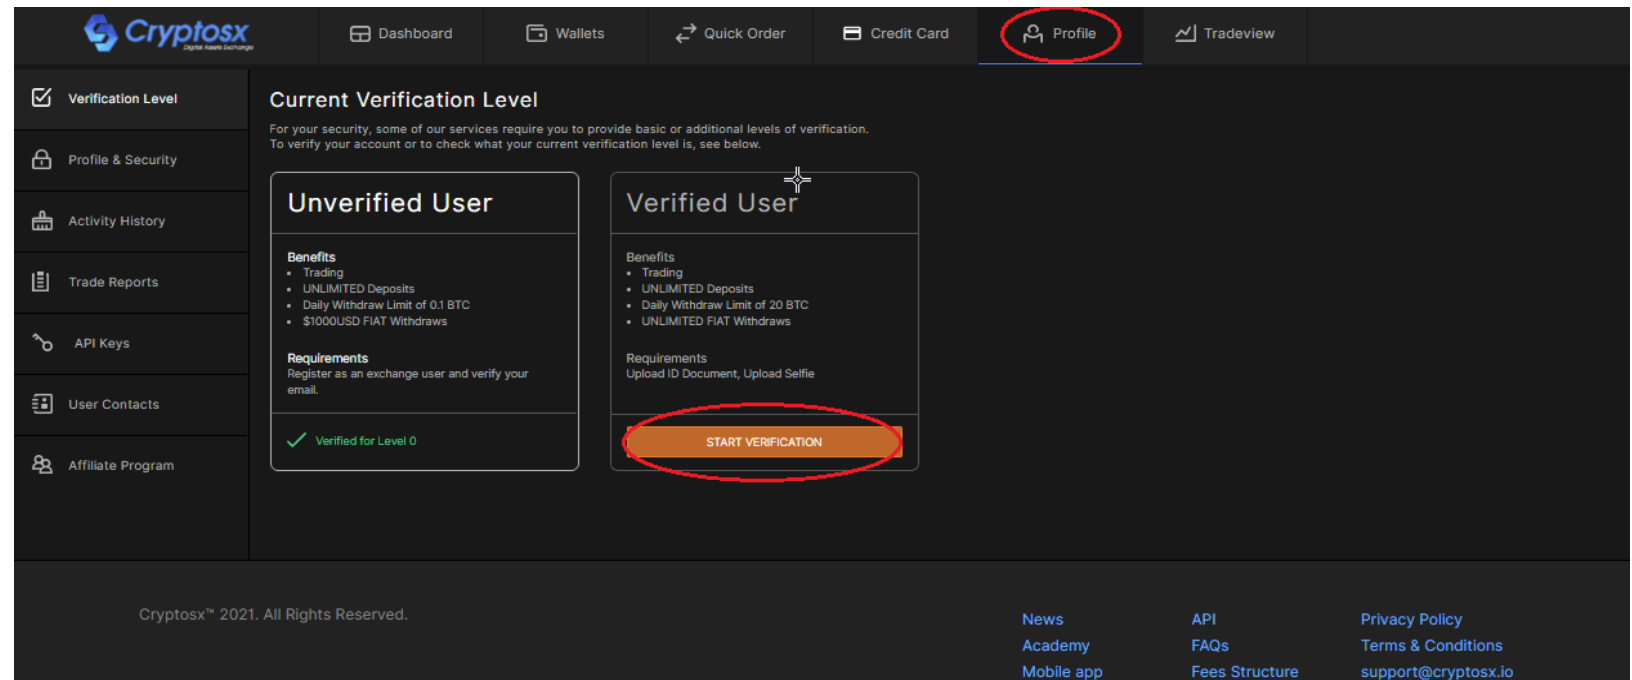 Cryptosx
Digital Assets Exchange
Dashboard
Wallets
Quick Order
Credit Card
Profile
Tradeview
Verification Level
Profile & Security
Activity History
Trade Reports
API Keys
User Contacts
Affiliate Program
Current Verification Level
For your security, some of our services require you to provide basic or additional levels of verification.
To verify your account or to check what your current verification level is, see below.
Unverified User
Benefits
• Trading
• UNLIMITED Deposits
• Daily Withdraw Limit of 0.1 BTC
• $1000USD FIAT Withdraws
Requirements
Register as an exchange user and verify your
email.
Verified for Level 0
Verified User
Benefits
• Trading
• UNLIMITED Deposits
• Daily Withdraw Limit of 20 BTC
• UNLIMITED FIAT Withdraws
Requirements
Upload ID Document, Upload Selfie
START VERIFICATION
Cryptosx™ 2021. All Rights Reserved.
News
Academy
Mobile app
API
FAQs
Fees Structure
Privacy Policy
Terms & Conditions
support@cryptosx.io